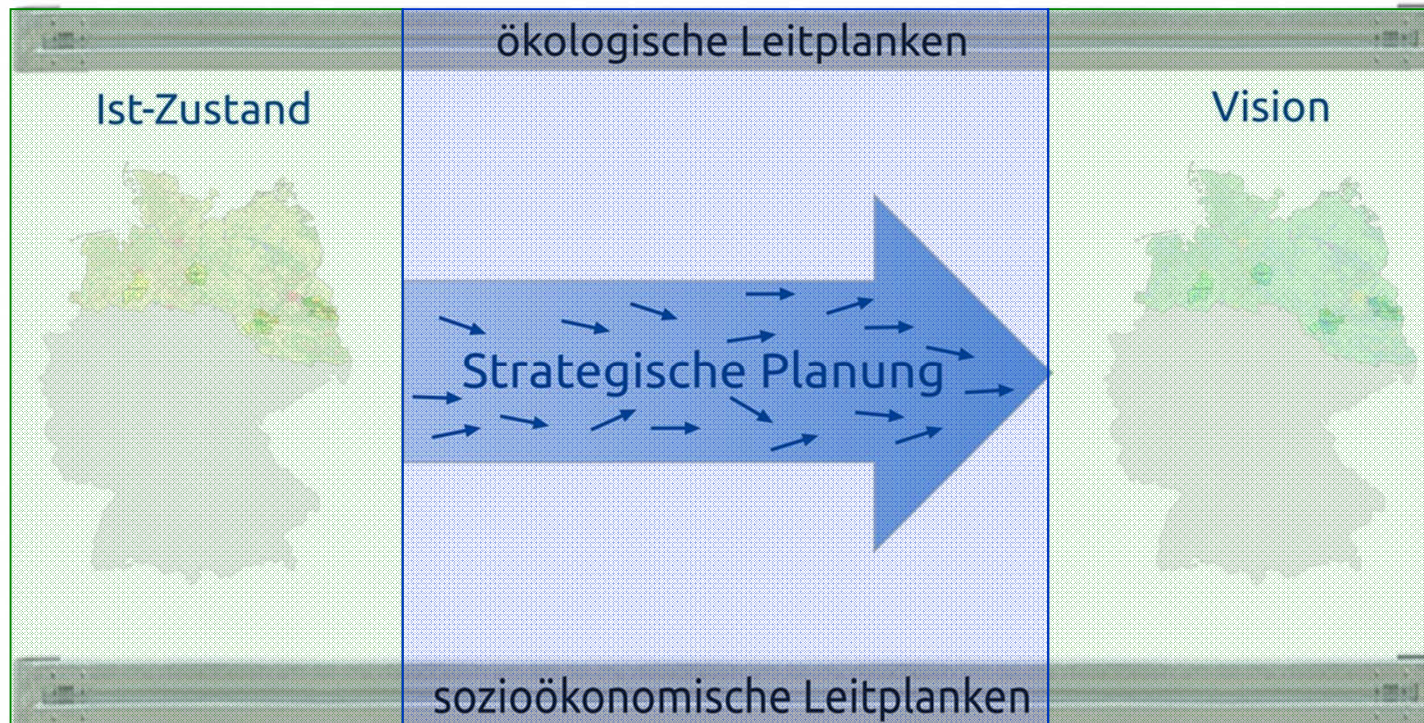 ökologische Leitplanken
Ist-Zustand
Vision
Strategische Planung
sozioökonomische Leitplanken